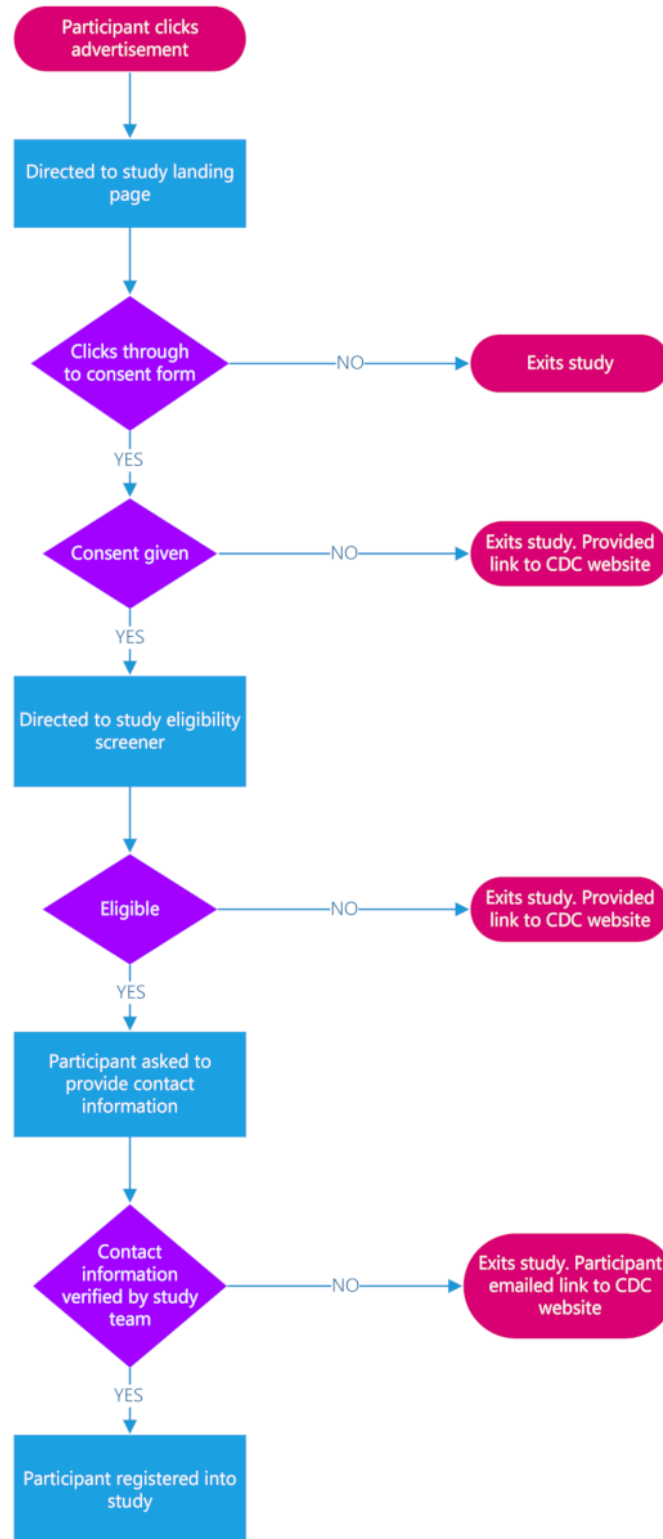 Participant clicks
advertisement
Directed to study landing
page
Clicks through
to consent form
NO
Exits study
YES
Consent given
NO
Exits study. Provided
link to CDC website
YES
Directed to study eligibility
screener
Eligible
NO
Exits study. Provided
link to CDC website
YES
Participant asked to
provide contact
information
Contact
information
verified by study
team
NO
Exits study. Participant
emailed link to CDC
website
YES
Participant registered into
study